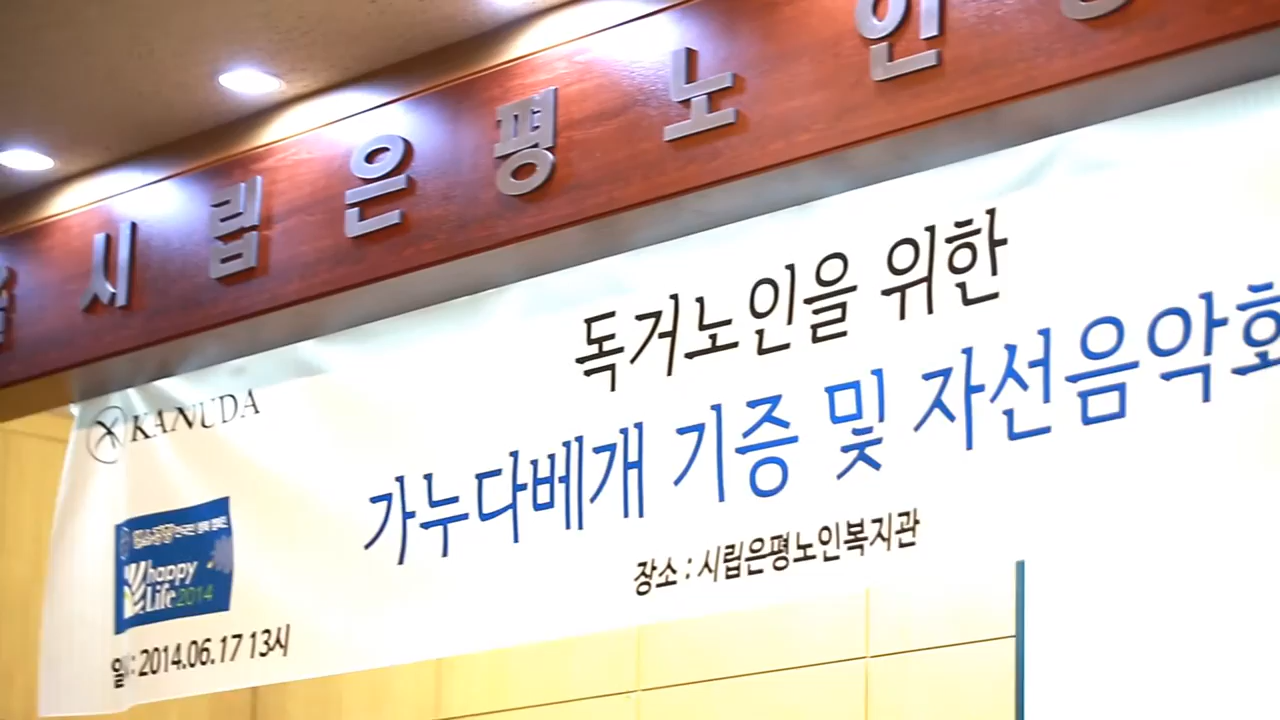 시립은평노인
독거노인을 위한
KANUDA
가누다베개 기증 및 자선음악회
happy
Life 2014
장소 : 시립은평노인복지관
일시: 2014.06.17 13시